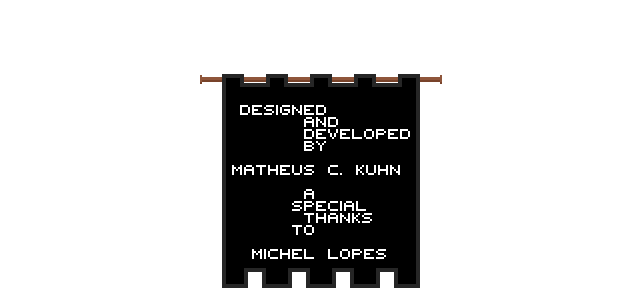 DESIGNED
AND
DEVELOPED
BY
MATHEUS C. KUHN
A
SPECIAL
THANKS
TO
MICHEL LOPES